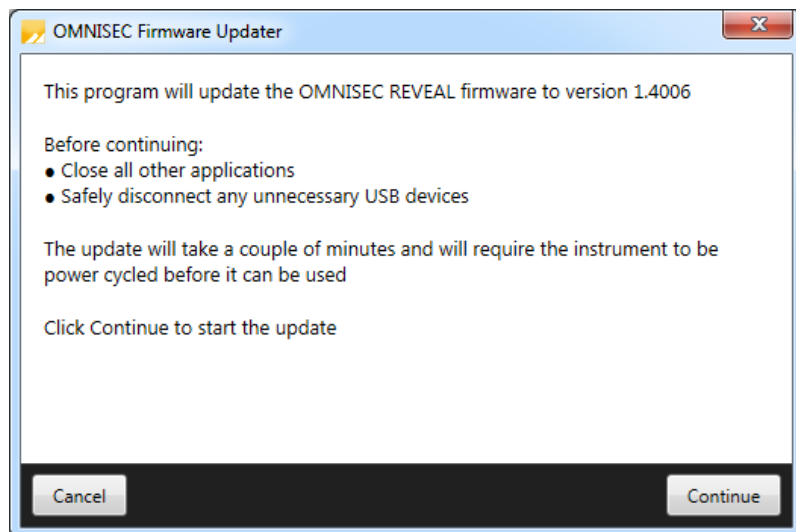 OMNISEC Firmware Updater
This program will update the OMNISEC REVEAL firmware to version 1.4006
Before continuing:
● Close all other applications
● Safely disconnect any unnecessary USB devices
The update will take a couple of minutes and will require the instrument to be
power cycled before it can be used
Click Continue to start the update
Cancel
Continue